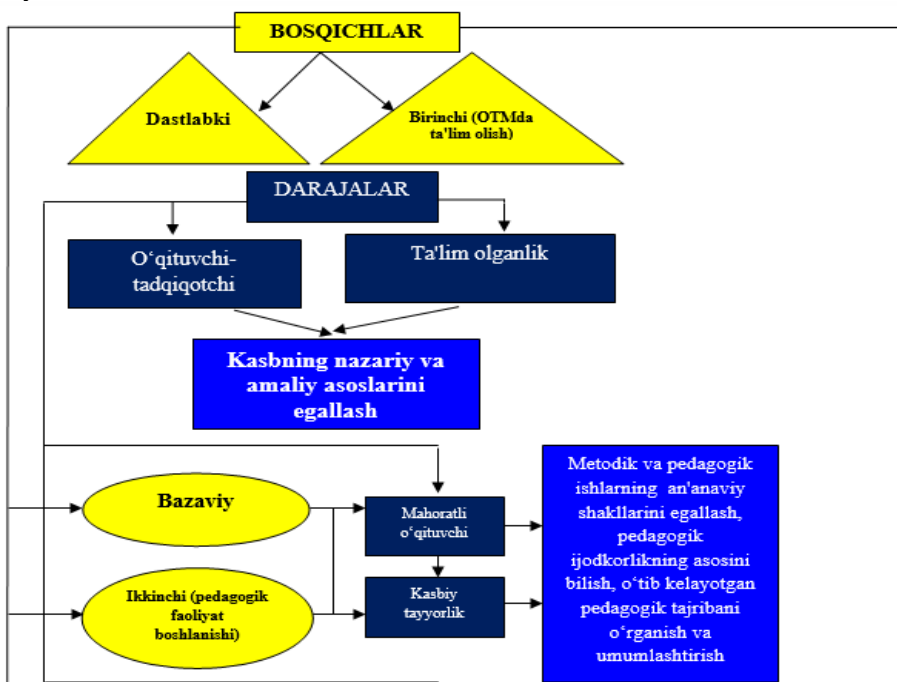 BOSQICHLAR
Dastlabki
Birinchi (OTMda
ta'lim olish)
DARAJALAR
O‘qituvchi-
tadqiqotchi
Ta'lim olganlik
Kasbning nazariy va
amaliy asoslarini
egallash
Bazaviy
Mahoratli
o‘qituvchi
Ikkinchi (pedagogik
faoliyat
boshlanishi)
Kasbiy
tayyorlik
Metodik va pedagogik
ishlarning an'anaviy
shakllarini egallash,
pedagogik
ijodkorlikning asosini
bilish, o‘tib kelayotgan
pedagogik tajribani
o‘rganish va
umumlashtirish